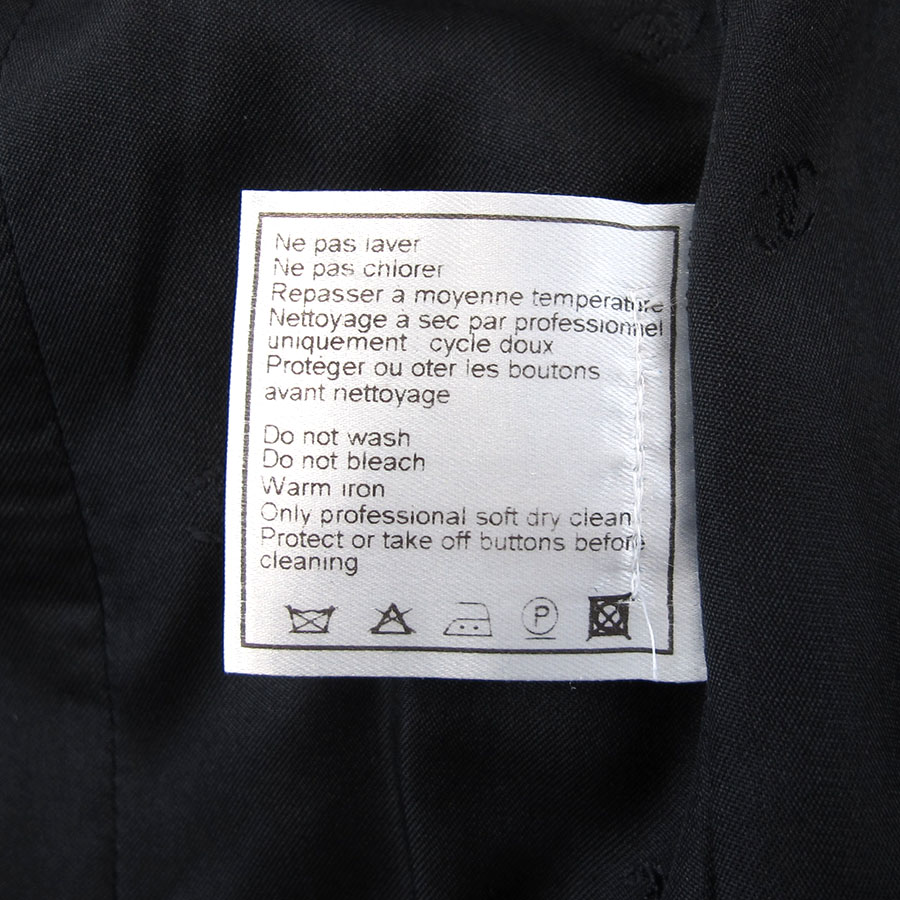 Ne pas laver
Ne pas chlorer
Repasser à moyenne température
Nettoyage à sec par professionnel
uniquement cycle doux
Protéger ou oter les boutons
avant nettoyage
Do not wash
Do not bleach
Warm iron
Only professional soft dry clean
Protect or take off buttons before
cleaning
P